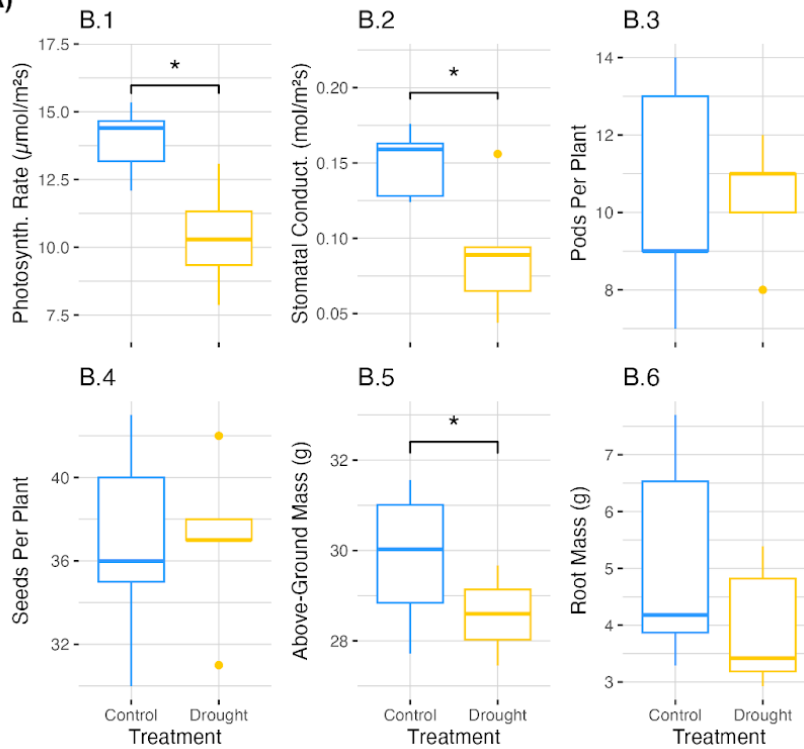 B.1
B.2
B.3
Photosynth. Rate (µmol/m²s)
17.5
15.0
12.5
10.0
7.5
*
Stomatal Conduct. (mol/m²s)
0.20
0.15
0.10
0.05
*
Pods Per Plant
14
12
10
8
B.4
B.5
B.6
Seeds Per Plant
40
36
32
Above-Ground Mass (g)
32
30
28
*
Root Mass (g)
7
6
5
4
3
Control Drought
Treatment
Control Drought
Treatment
Control Drought
Treatment